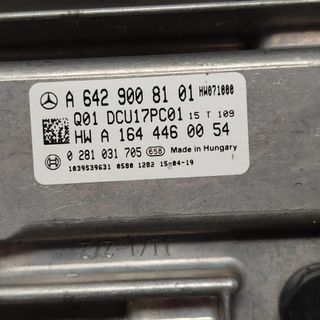 A 642 900 81 01 HW071000
Q01 DCU17PC01 15 T 109
HW A 164 446 00 54
0 281 031 705 658 Made in Hungary
1039S39631 0580 1282 15-04-19